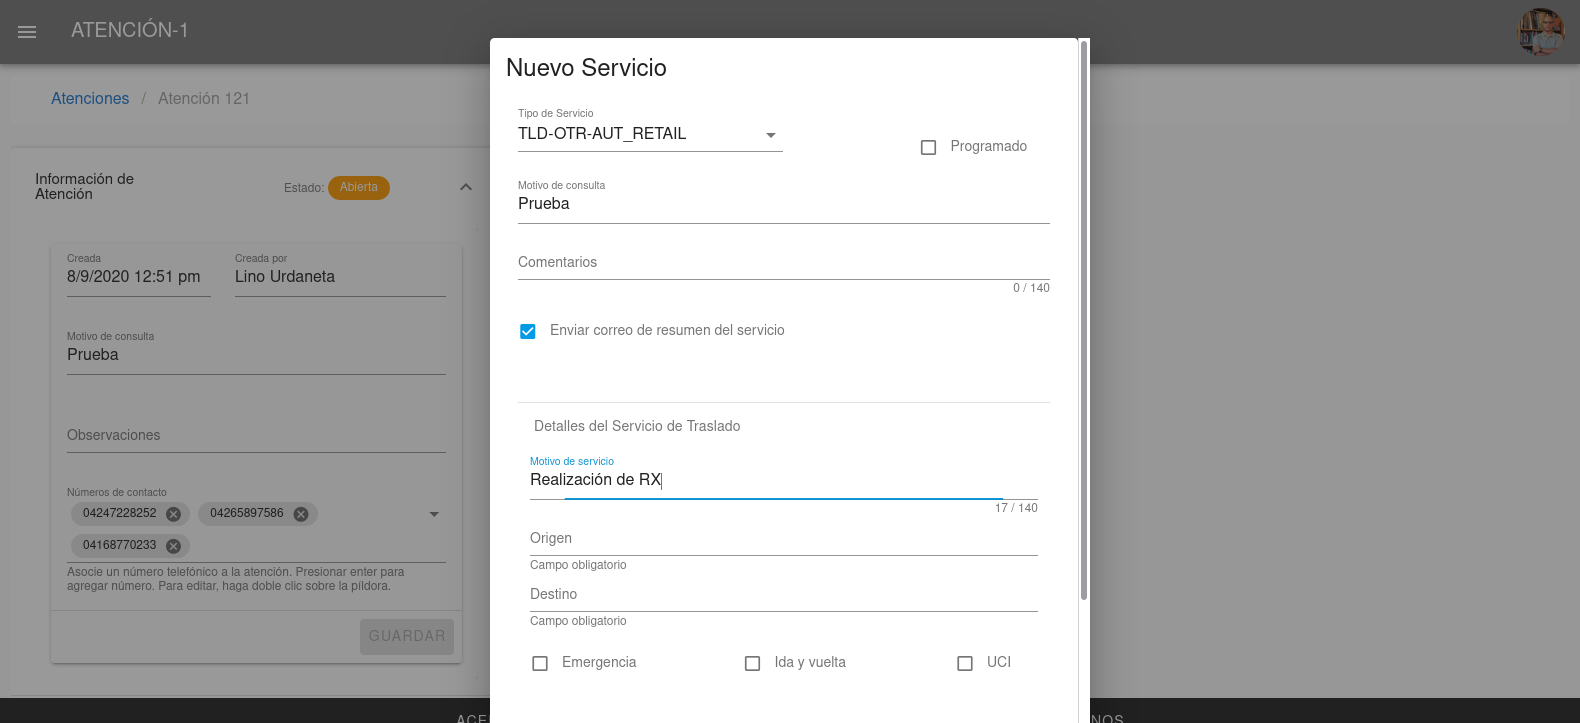 ATENCIÓN-1
Nuevo Servicio
Atenciones / Atención 121
Tipo de Servicio
TLD-OTR-AUT_RETAIL
Programado
Información de
Atención
Estado: Abierta
Motivo de consulta
Prueba
Creada
8/9/2020 12:51 pm
Creada por
Lino Urdaneta
Comentarios
0 / 140
Motivo de consulta
Prueba
Enviar correo de resumen del servicio
Observaciones
Detalles del Servicio de Traslado
Motivo de servicio
Realización de RX
17 / 140
Números de contacto
04247228252
04265897586
04168770233
Asocie un número telefónico a la atención. Presionar enter para
agregar número. Para editar, haga doble clic sobre la píldora.
Origen
Campo obligatorio
Destino
Campo obligatorio
GUARDAR
Emergencia
Ida y vuelta
UCI